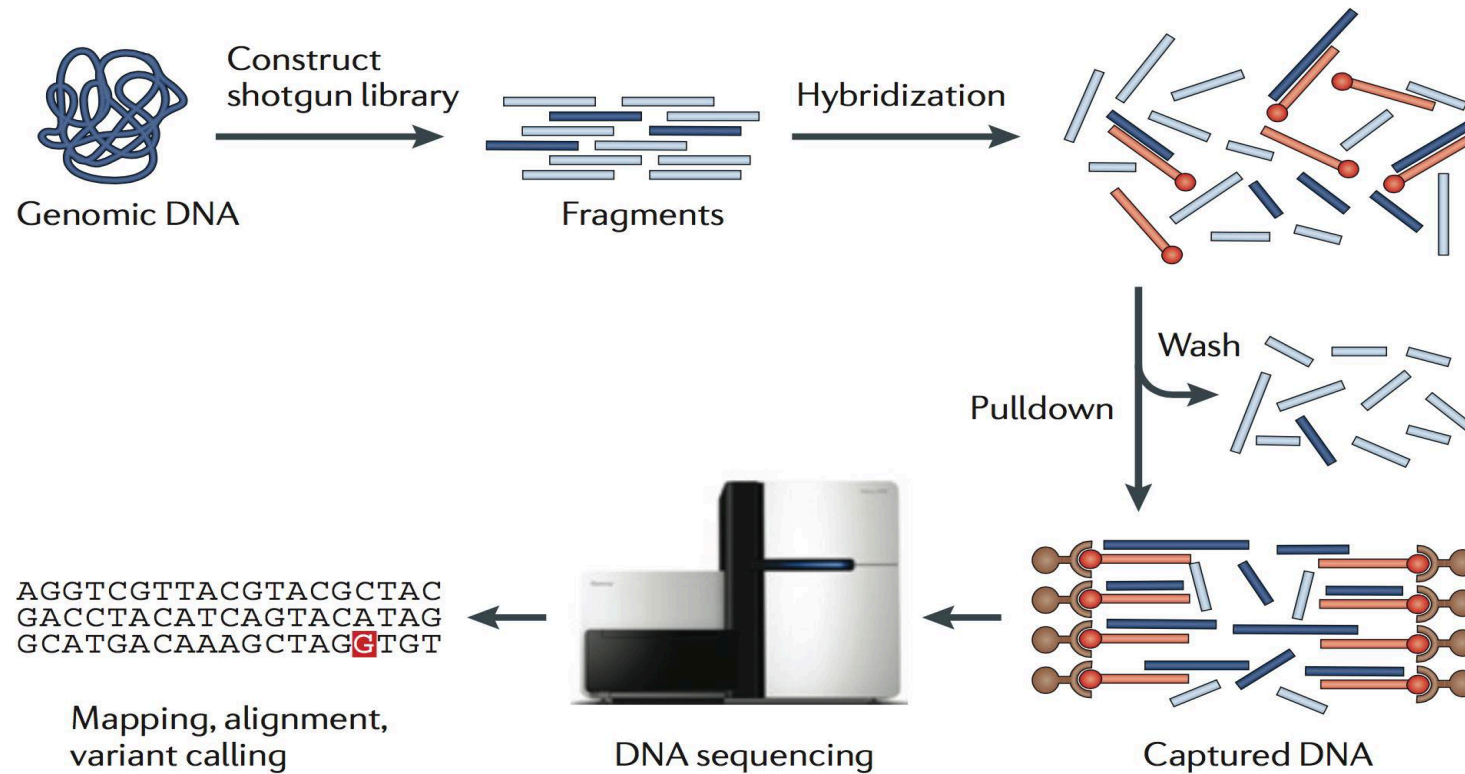 Construct
shotgun library
Hybridization
Genomic DNA
Fragments
Wash
Pulldown
AGGTCGTTACGTACGCTAC
GACCTACATCAGTACATAG
GCATGACAAAGCTAGGTGT
Mapping, alignment,
variant calling
DNA sequencing
Captured DNA